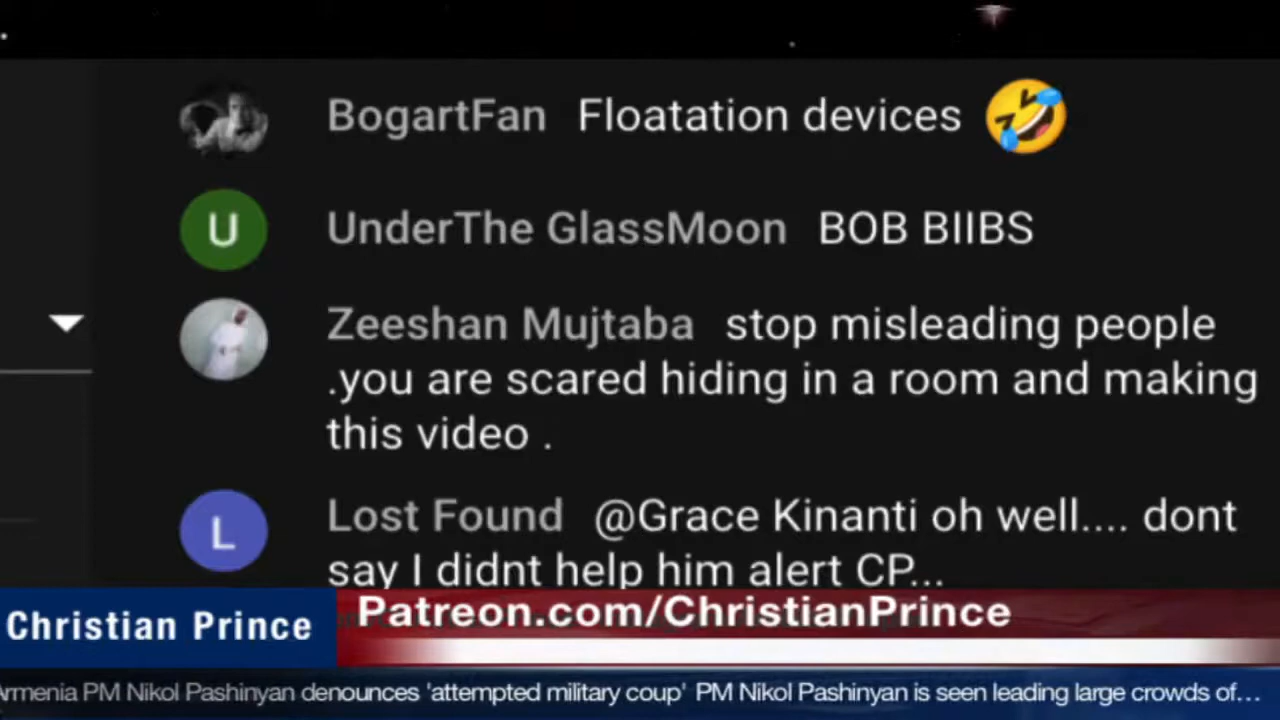 BogartFan Floatation devices 🤣
U UnderThe GlassMoon BOB BIIBS
Zeeshan Mujtaba stop misleading people
.you are scared hiding in a room and making
this video .
L Lost Found @Grace Kinanti oh well.... dont
say I didnt help him alert CP...
Christian Prince Patreon.com/ChristianPrince
Armenia PM Nikol Pashinyan denounces 'attempted military coup' PM Nikol Pashinyan is seen leading large crowds of...